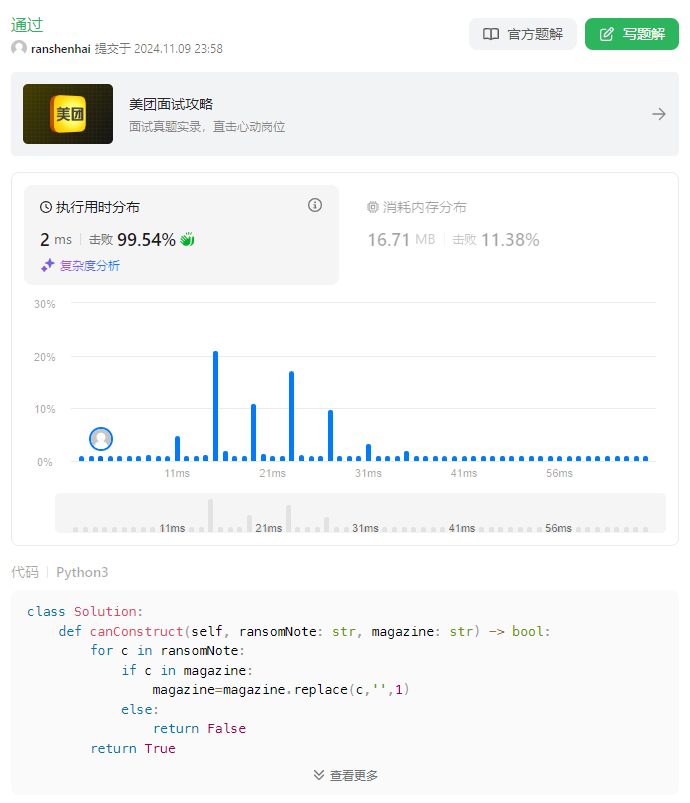 通过
官方题解
写题解
ranshenhai 提交于 2024.11.09 23:58
美团
美团面试攻略
面试真题实录，直击心动岗位
执行用时分布
消耗内存分布
2 ms 击败 99.54%
16.71 MB 击败 11.38%
复杂度分析
30%
20%
10%
0%
11ms 21ms 31ms 41ms 56ms
11ms 21ms 31ms 41ms 56ms
代码 Python3
class Solution:
    def canConstruct(self, ransomNote: str, magazine: str) -> bool:
        for c in ransomNote:
            if c in magazine:
                magazine=magazine.replace(c,'',1)
            else:
                return False
        return True
查看更多